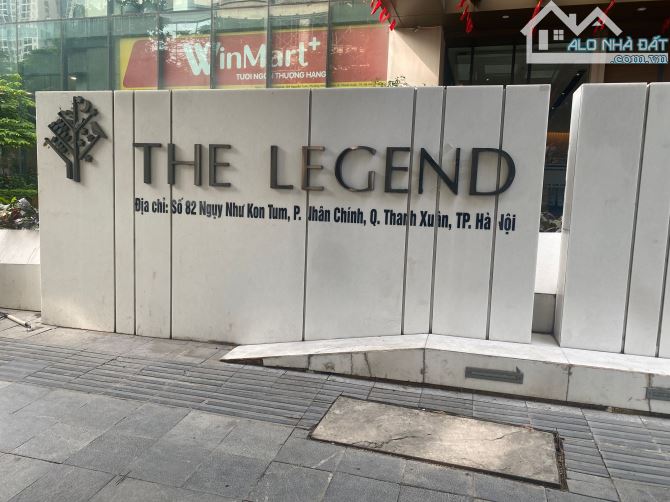 WinMart+
TƯƠI NGON THƯỢNG HẠNG
ALO NHÀ ĐẤT
.com.vn
THE LEGEND
Địa chỉ: Số 82 Ngụy Như Kon Tum, P. Nhân Chính, Q. Thanh Xuân, TP. Hà Nội